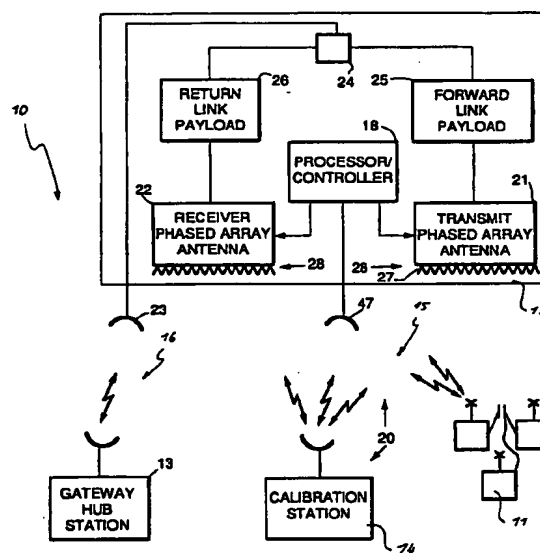 24
26
25
RETURN LINK
PAYLOAD
FORWARD
LINK
PAYLOAD
10
18
PROCESSOR/
CONTROLLER
22
21
RECEIVER
PHASED ARRAY
ANTENNA
TRANSMIT
PHASED ARRAY
ANTENNA
28
28
27
23
47
15
16
20
13
GATEWAY
HUB
STATION
CALIBRATION
STATION
14
11